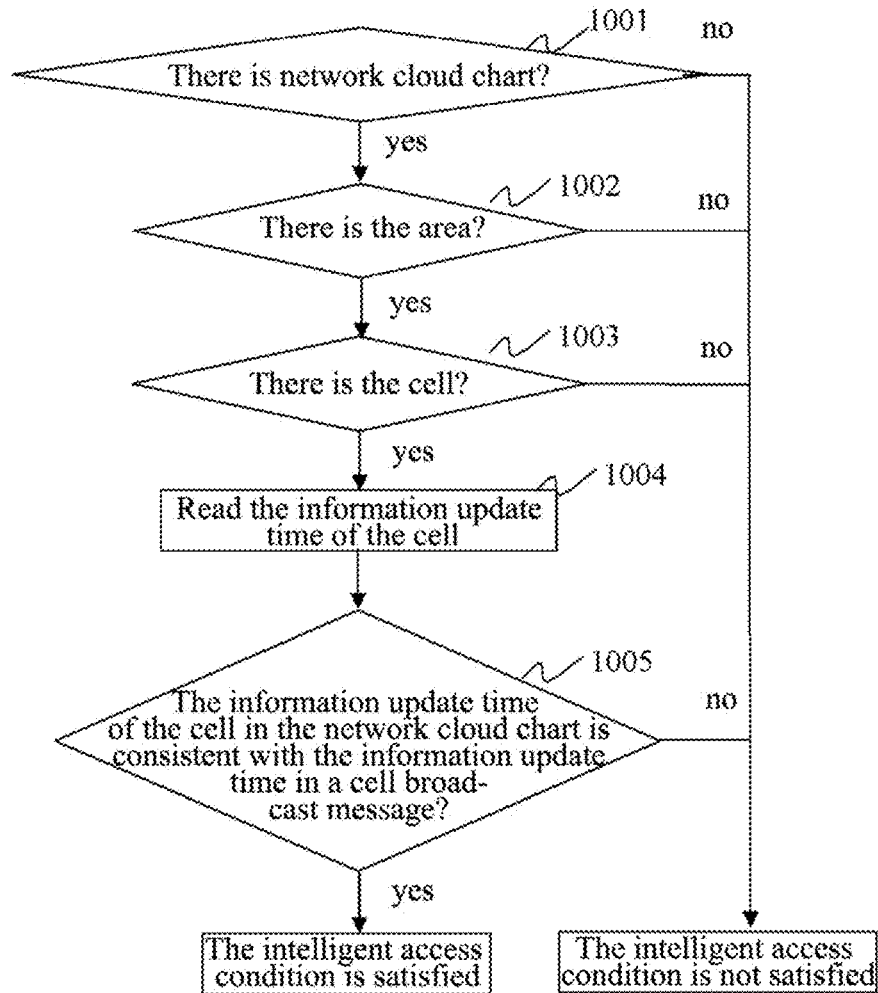 1001
no
There is network cloud chart?
yes
1002
no
There is the area?
yes
1003
no
There is the cell?
yes
1004
Read the information update
time of the cell
1005
The information update time
of the cell in the network cloud chart is
consistent with the information update
time in a cell broad-
cast message?
no
yes
The intelligent access
condition is satisfied
The intelligent access
condition is not satisfied